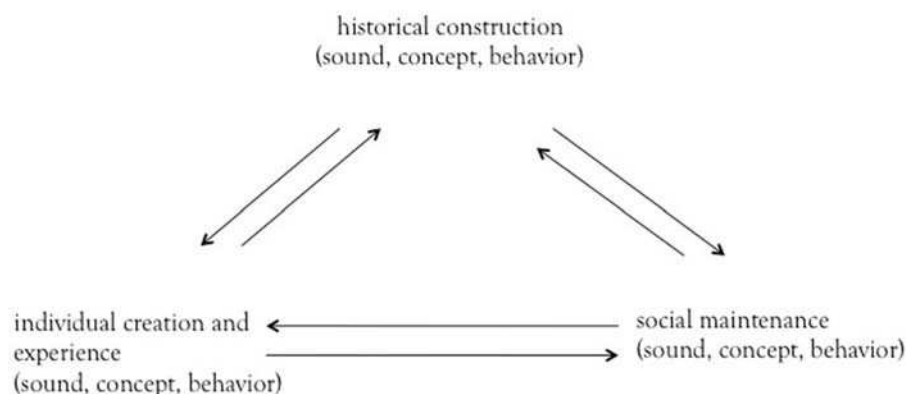 historical construction
(sound, concept, behavior)
individual creation and
experience
(sound, concept, behavior)
social maintenance
(sound, concept, behavior)